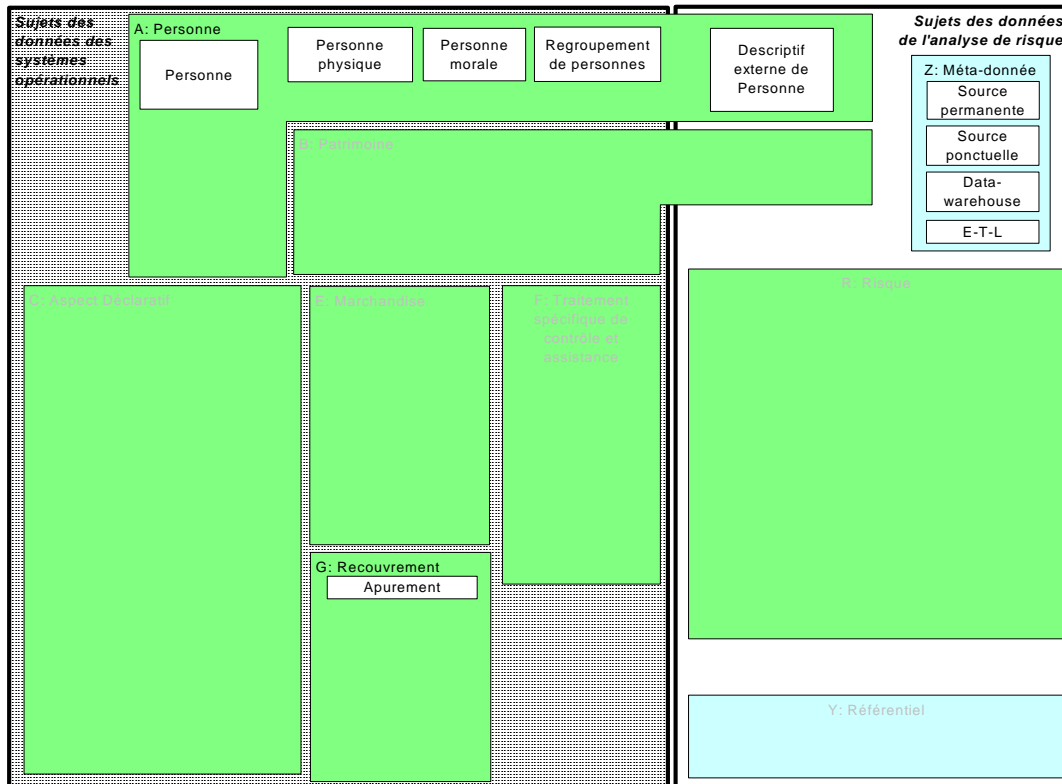 Sujets des
données des
systèmes
opérationnels
A: Personne
Personne
Personne
physique
Personne
morale
Regroupement
de personnes
Descriptif
externe de
Personne
Sujets des données
de l'analyse de risque
Z: Méta-donnée
Source
permanente
Source
ponctuelle
Data-
warehouse
E-T-L
B: Patrimoine
C: Aspect Déclaratif
E: Marchandise
F: Traitement
spécifique de
contrôle et
assistance
R: Risque
G: Recouvrement
Apurement
Y: Référentiel